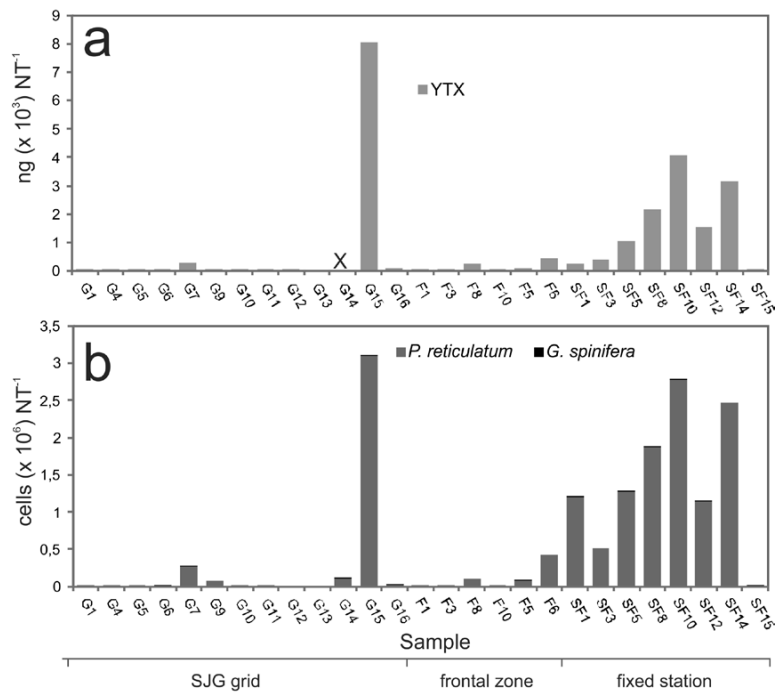 a
9
8
7
6
5
4
3
2
1
0
ng (x 10³) NT⁻¹
YTX
X
G1 G4 G5 G6 G7 G9 G10 G11 G12 G13 G14 G15 G16 F1 F3 F8 F10 F5 F5 SF1 SF3 SF5 SF8 SF10 SF12 SF14 SF15
b
3,5
3
2,5
2
1,5
1
0,5
0
cells (x 10⁶) NT⁻¹
P. reticulatum G. spinifera
G1 G4 G5 G6 G7 G9 G10 G11 G12 G13 G14 G15 G16 F1 F3 F8 F10 F5 F6 SF1 SF3 SF5 SF8 SF10 SF12 SF14 SF15
Sample
SJG grid frontal zone fixed station